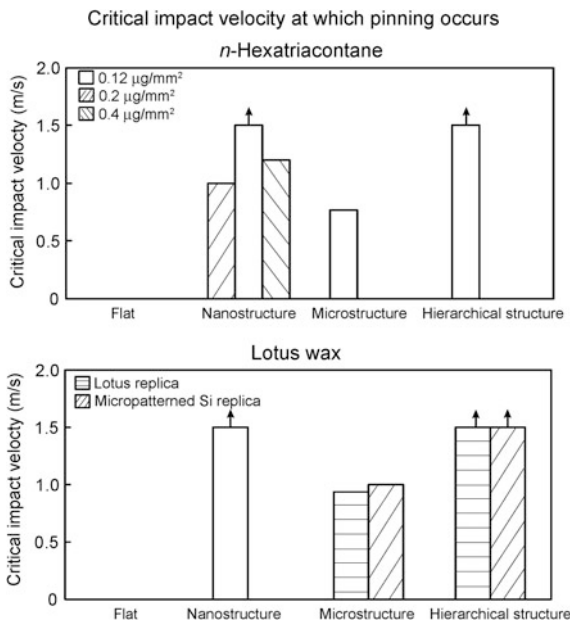 Critical impact velocity at which pinning occurs
n-Hexatriacontane
Critical impact velocty (m/s)
2.0
1.5
1.0
0.5
0
0.12 μg/mm²
0.2 μg/mm²
0.4 μg/mm²
Flat
Nanostructure
Microstructure
Hierarchical structure
Lotus wax
Critical impact velocty (m/s)
2.0
1.5
1.0
0.5
0
Lotus replica
Micropatterned Si replica
Flat
Nanostructure
Microstructure
Hierarchical structure